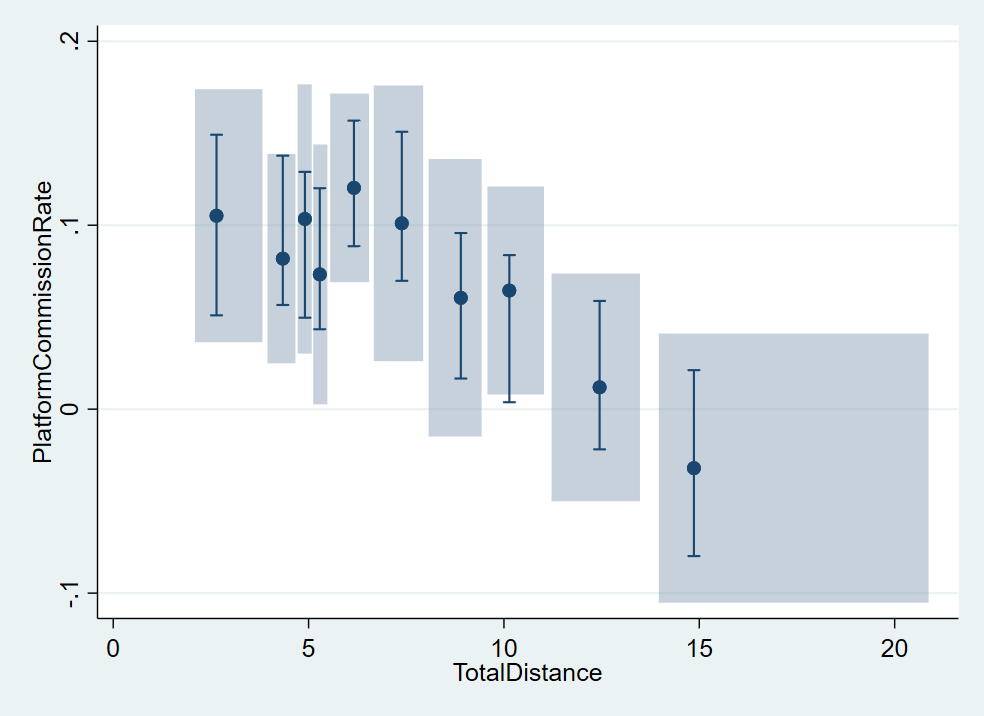 PlatformCommissionRate
.2
.1
0
-.1
0 5 10 15 20
TotalDistance